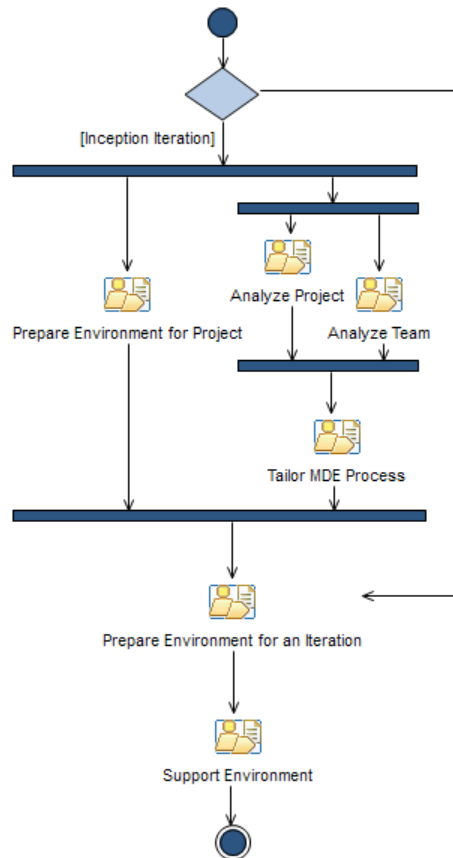 [Inception Iteration]
Analyze Project
Prepare Environment for Project
Analyze Team
Tailor MDE Process
Prepare Environment for an Iteration
Support Environment